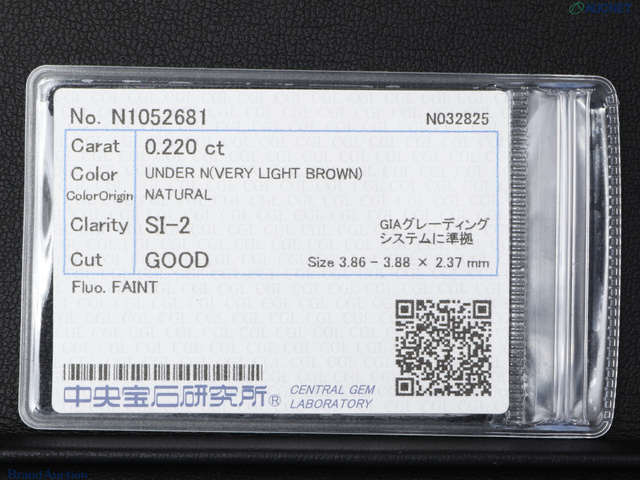 No. N1052681
N032825
Carat 0.220 ct
Color UNDER N(VERY LIGHT BROWN)
ColorOrigin NATURAL
Clarity SI-2
GIAグレーディング
システムに準拠
Cut GOOD Size 3.86 - 3.88 × 2.37 mm
Fluo. FAINT
中央宝石研究所® CENTRAL GEM
LABORATORY
Brand-Auction